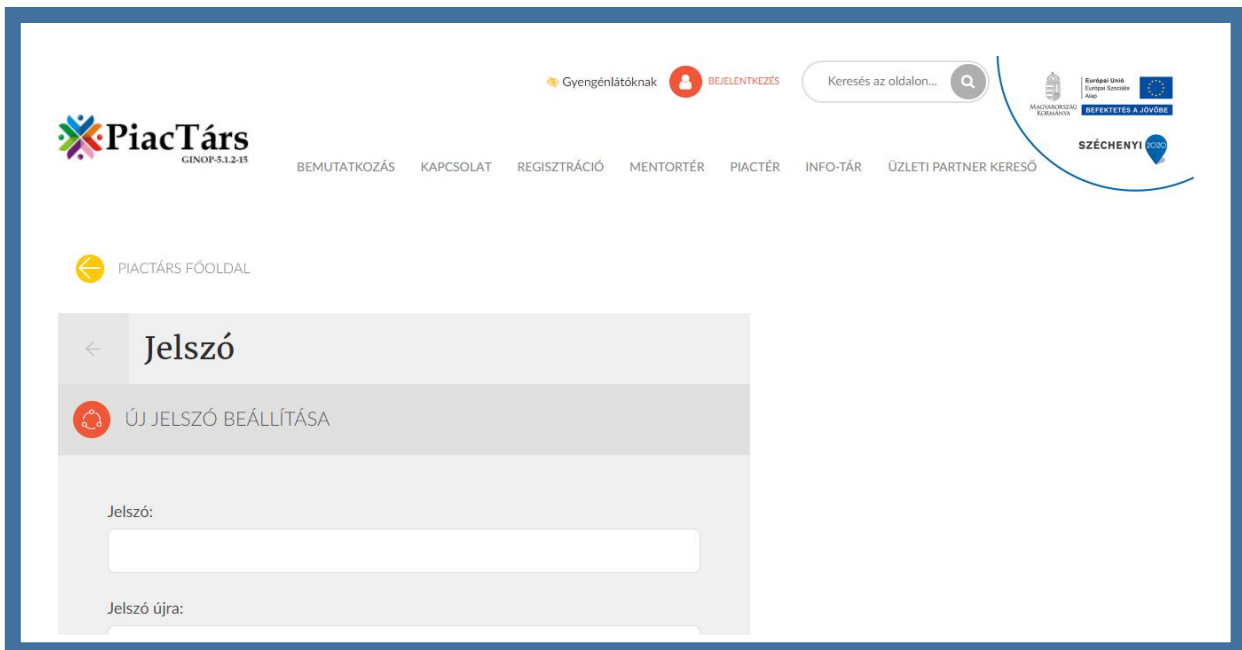 Gyengénlátóknak
BEJELENTKEZÉS
Keresés az oldalon...
MAGYARORSZÁG
KORMÁNYA
Európai Unió
Európai Szociális
Alap
BEFEKTETÉS A JÖVŐBE
SZÉCHENYI 2020
PiacTárs
GINOP-5.1.2-15
BEMUTATKOZÁS KAPCSOLAT REGISZTRÁCIÓ MENTORTÉR PIACTÉR INFO-TÁR ÜZLETI PARTNER KERESŐ
PIACTÁRS FŐOLDAL
Jelszó
ÚJ JELSZÓ BEÁLLÍTÁSA
Jelszó:
Jelszó újra: